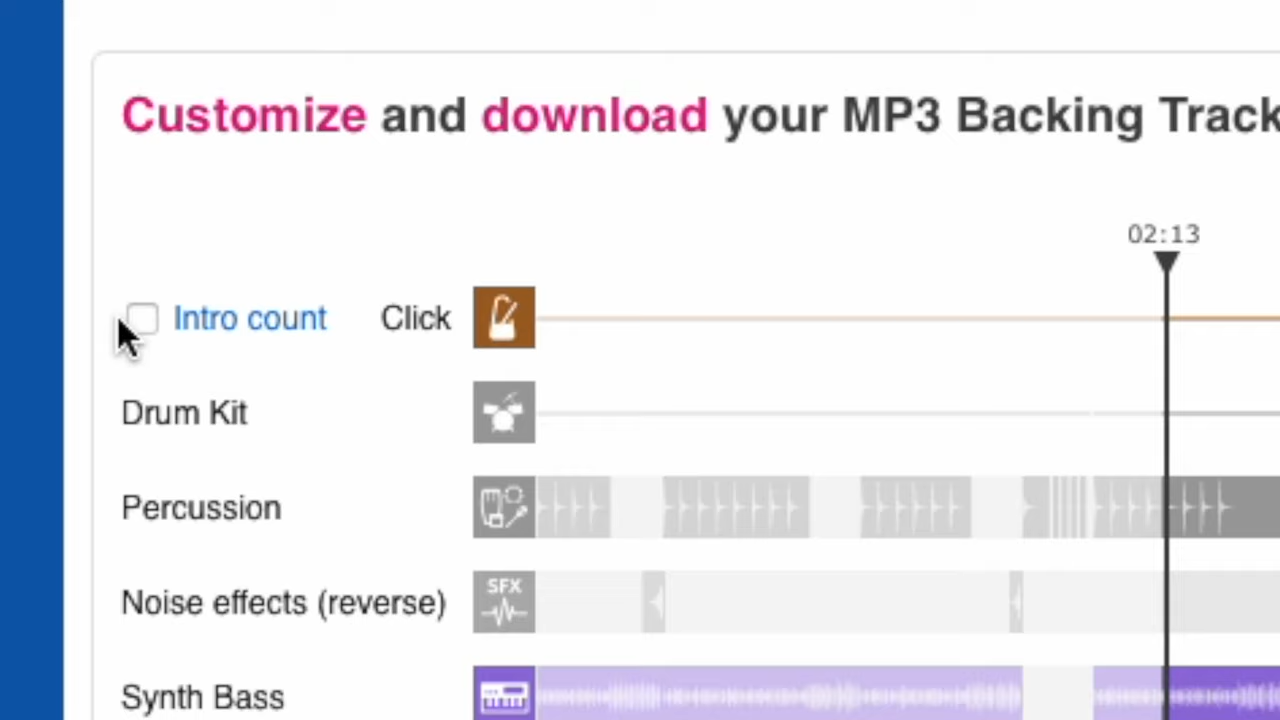 Customize and download your MP3 Backing Track
02:13
Intro count Click
Drum Kit
Percussion
Noise effects (reverse) SFX
Synth Bass